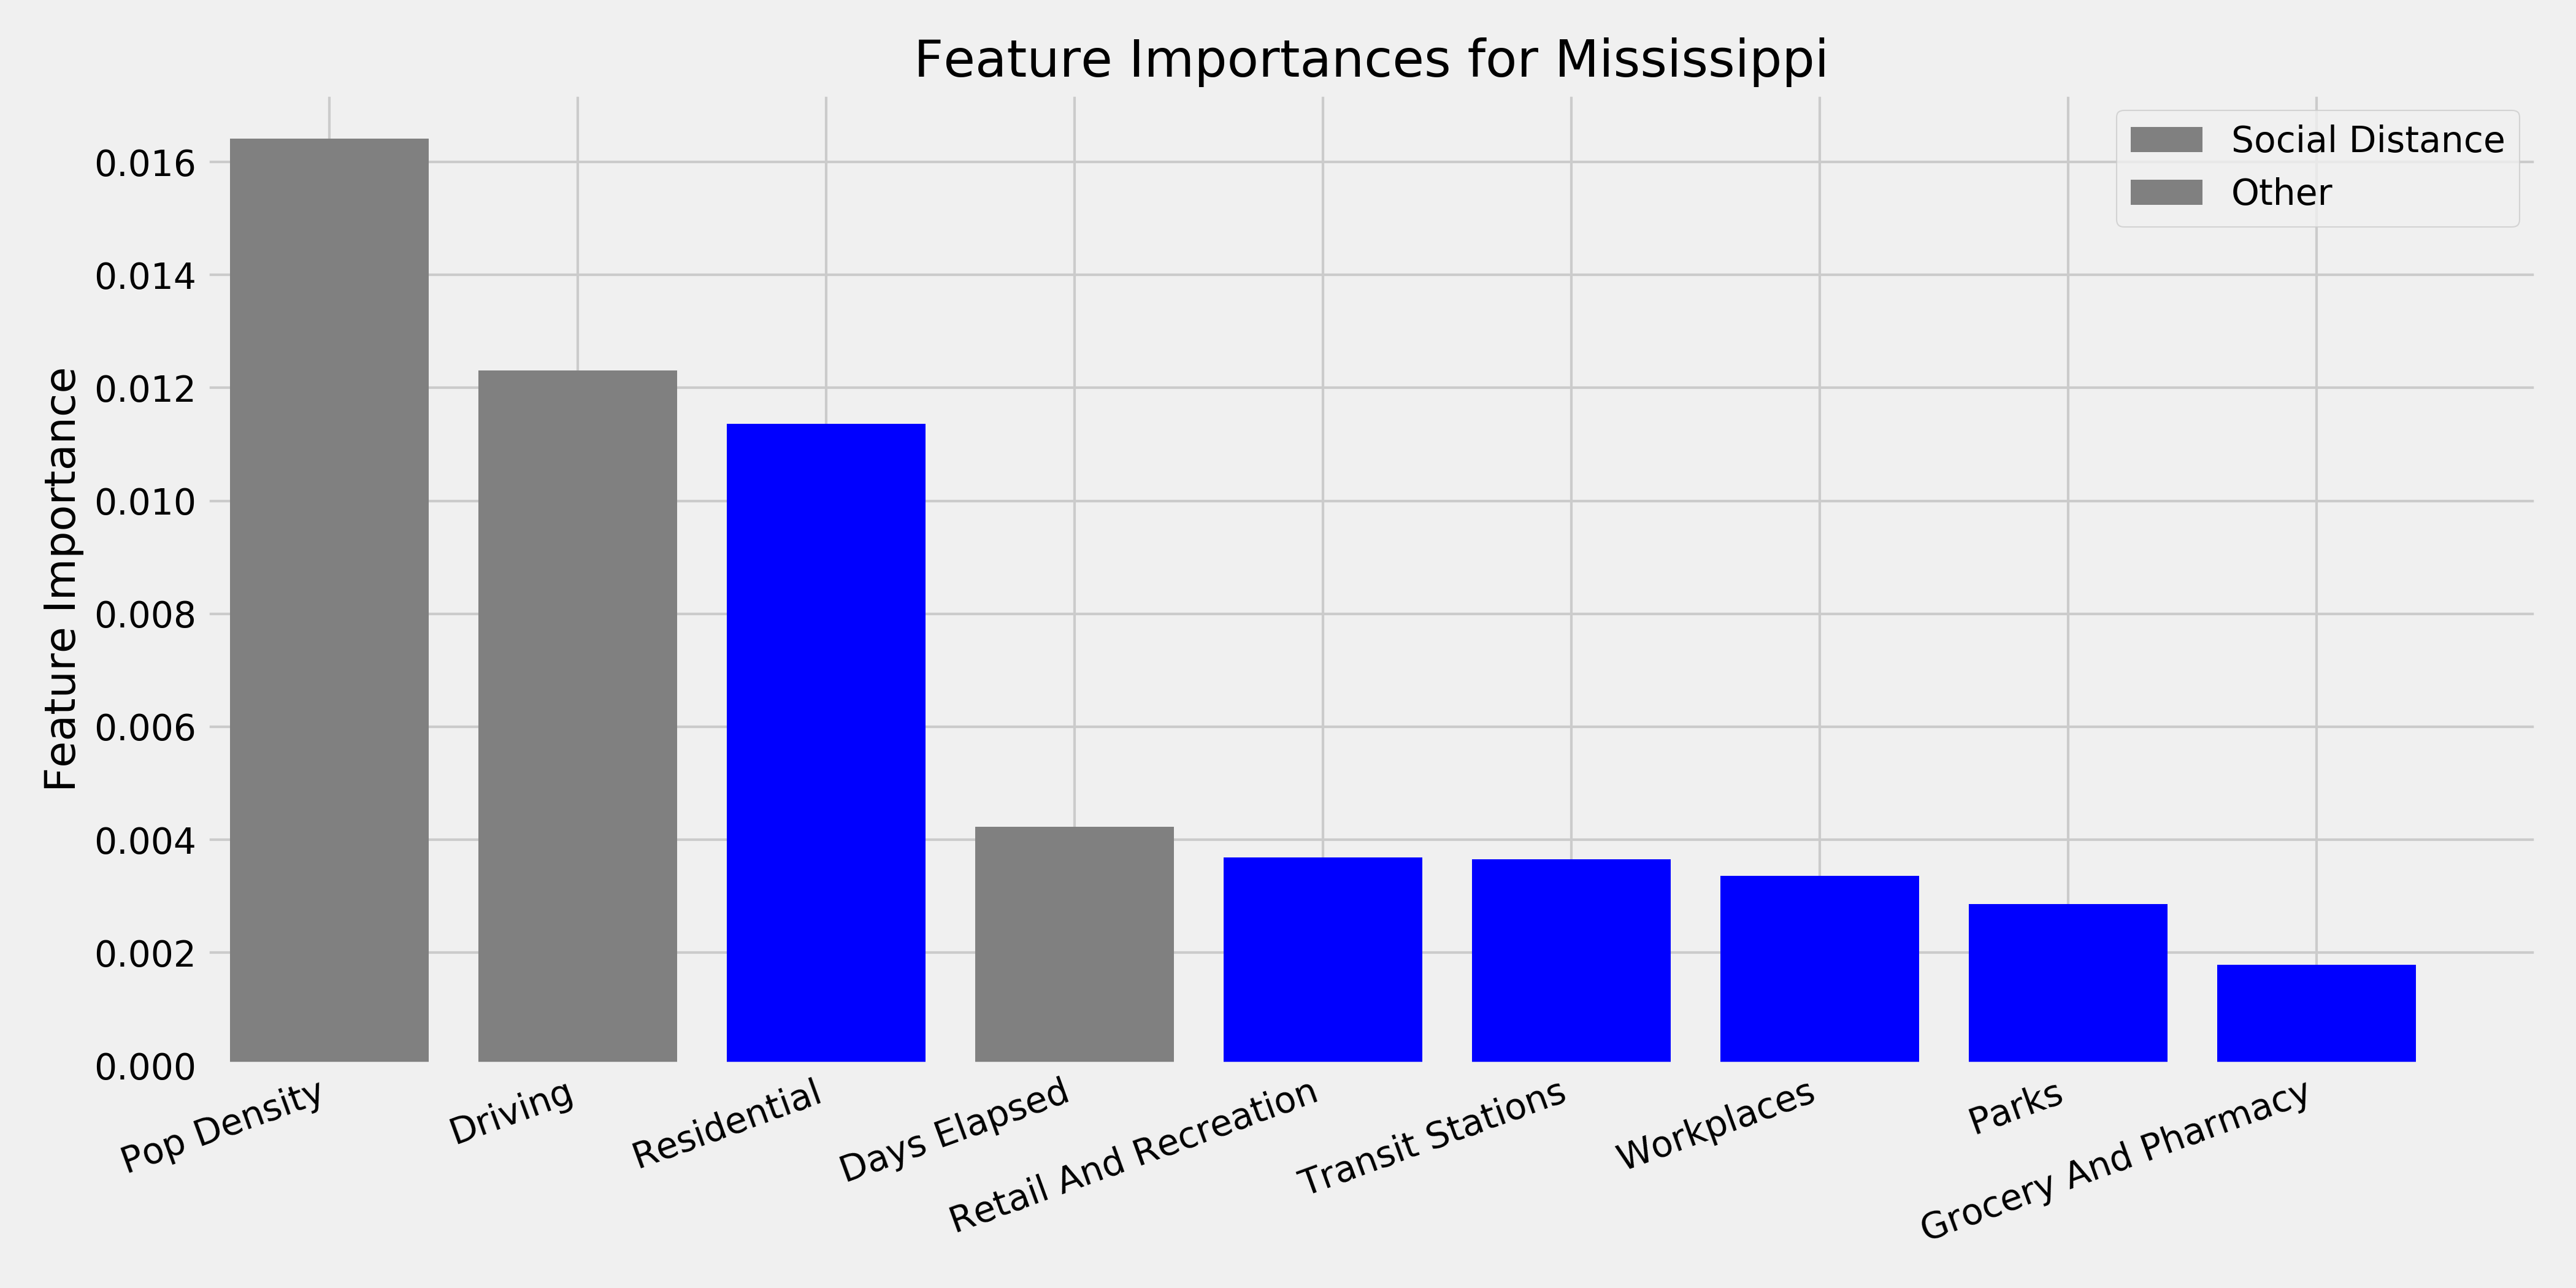 Feature Importances for Mississippi
Social Distance
Other
Feature Importance
0.016
0.014
0.012
0.010
0.008
0.006
0.004
0.002
0.000
Pop Density
Driving
Residential
Days Elapsed
Retail And Recreation
Transit Stations
Workplaces
Parks
Grocery And Pharmacy